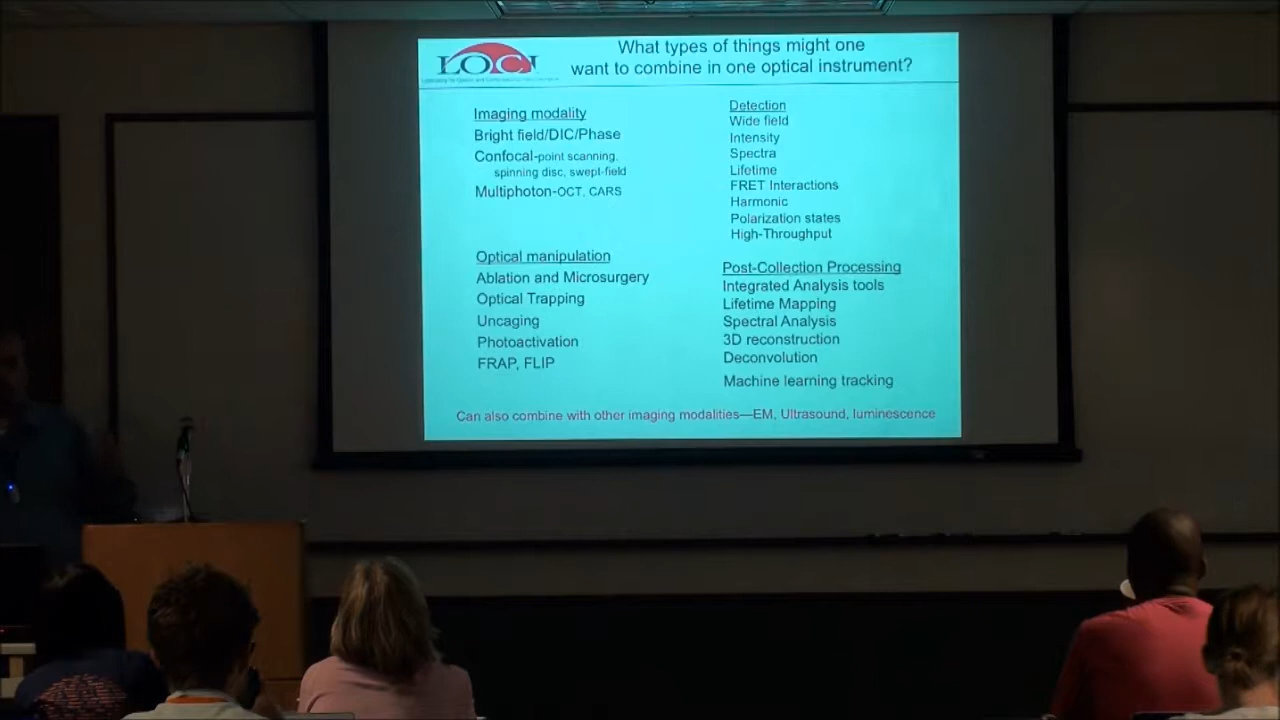 LOCI
What types of things might one
want to combine in one optical instrument?
Imaging modality
Bright field/DIC/Phase
Confocal-point scanning,
spinning disc, swept-field
Multiphoton-OCT, CARS
Detection
Wide field
Intensity
Spectra
Lifetime
FRET Interactions
Harmonic
Polarization states
High-Throughput
Optical manipulation
Ablation and Microsurgery
Optical Trapping
Uncaging
Photoactivation
FRAP, FLIP
Post-Collection Processing
Integrated Analysis tools
Lifetime Mapping
Spectral Analysis
3D reconstruction
Deconvolution
Machine learning tracking
Can also combine with other imaging modalities—EM, Ultrasound, luminescence